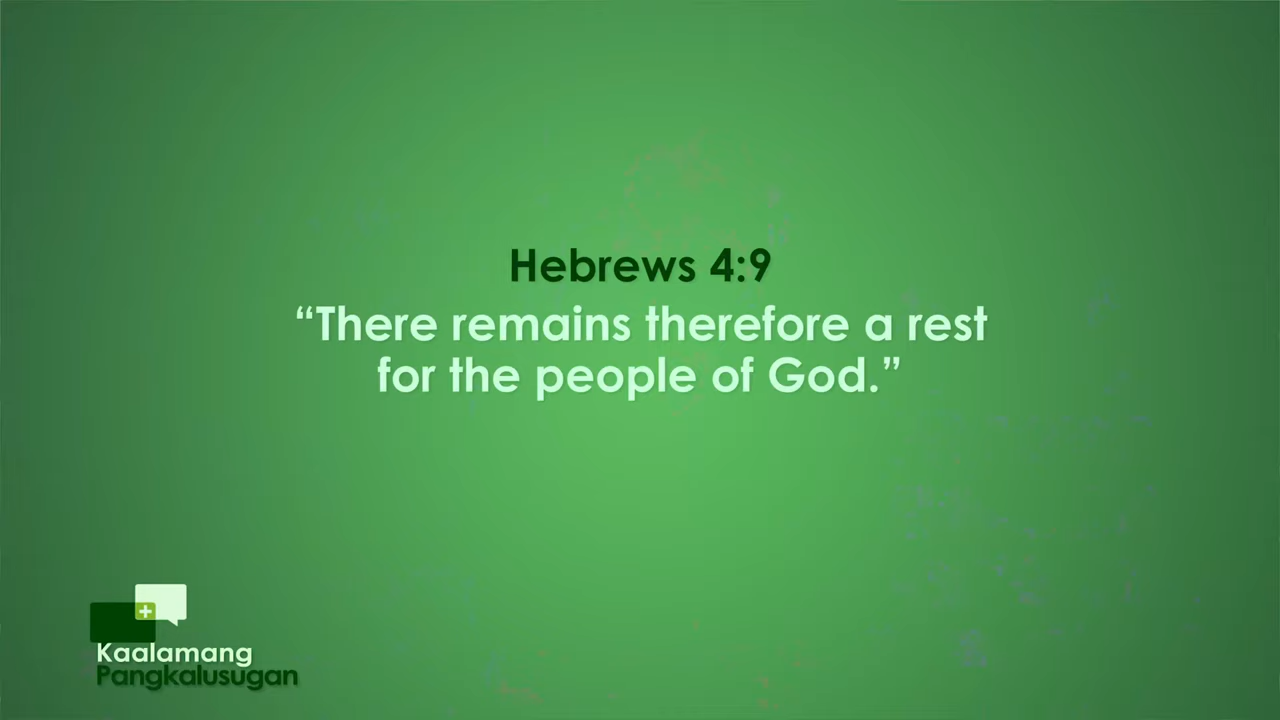 Hebrews 4:9
“There remains therefore a rest
for the people of God.”
Kaalamang
Pangkalusugan